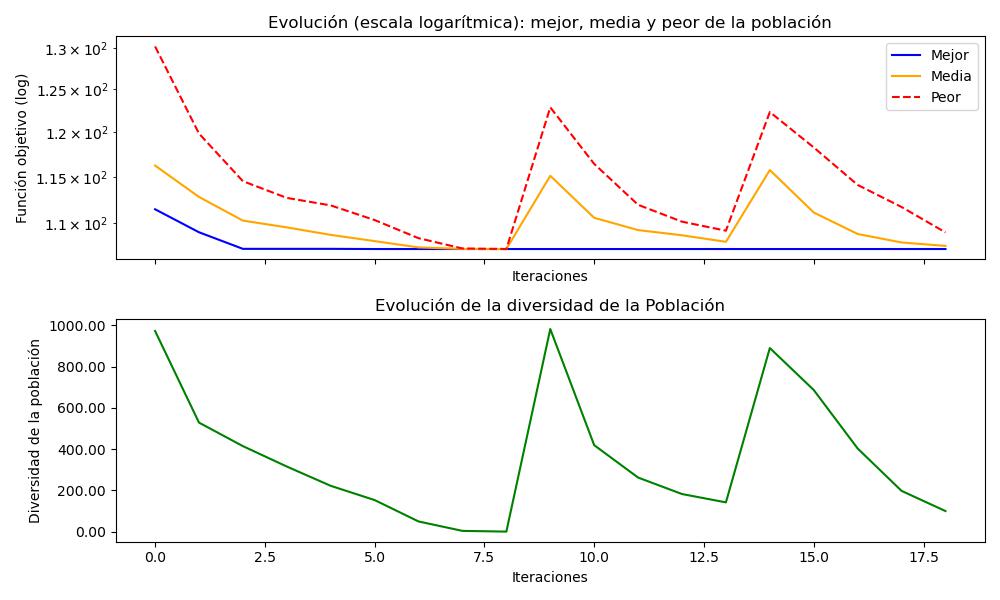 Evolución (escala logarítmica): mejor, media y peor de la población
1.3 × 10²
1.25 × 10²
1.2 × 10²
1.15 × 10²
1.1 × 10²
Función objetivo (log)
Mejor
Media
Peor
Iteraciones
Evolución de la diversidad de la Población
1000.00
800.00
600.00
400.00
200.00
0.00
Diversidad de la población
0.0 2.5 5.0 7.5 10.0 12.5 15.0 17.5
Iteraciones